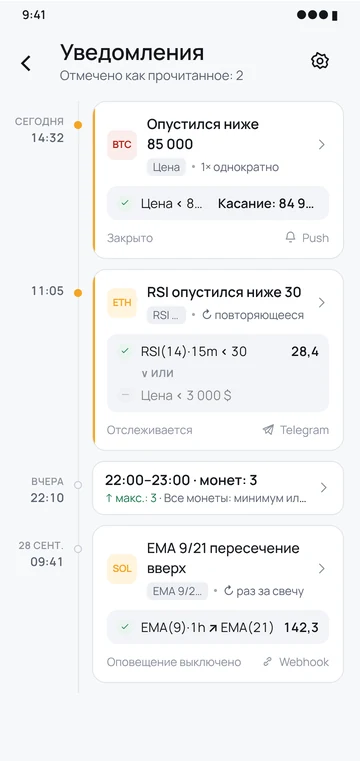 9:41
Уведомления
Отмечено как прочитанное: 2
СЕГОДНЯ
14:32
BTC
Опустился ниже
85 000
Цена • 1× однократно
Цена < 8... Касание: 84 9...
Закрыто Push
11:05
ETH
RSI опустился ниже 30
RSI ... • повторяющееся
RSI(14)·15m < 30 28,4
∨ ИЛИ
Цена < 3 000 $
Отслеживается Telegram
ВЧЕРА
22:10
22:00–23:00 · монет: 3
↑ макс.: 3 · Все монеты: минимум ил...
28 СЕНТ.
09:41
SOL
EMA 9/21 пересечение
вверх
EMA 9/2... • раз за свечу
EMA(9)·1h ↗ EMA(21) 142,3
Оповещение выключено Webhook